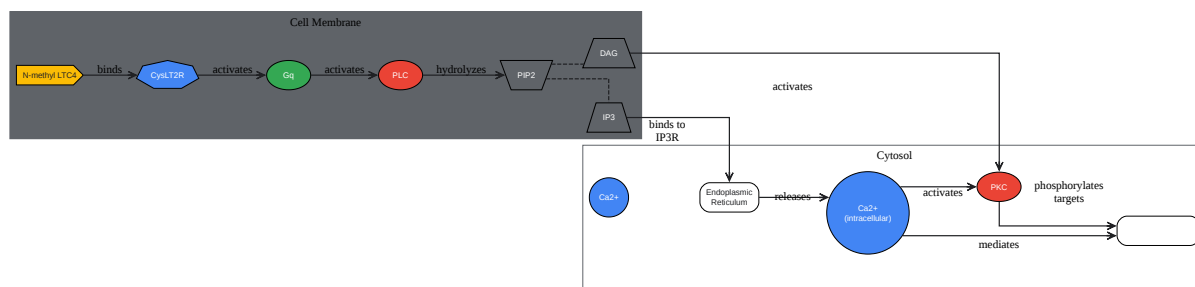 Cell Membrane
N-methyl LTC4
binds
CysLT2R
activates
Gq
activates
PLC
hydrolyzes
PIP2
DAG
IP3
activates
binds to
IP3R
Cytosol
Ca2+
Endoplasmic
Reticulum
releases
Ca2+
(intracellular)
activates
PKC
phosphorylates
targets
mediates